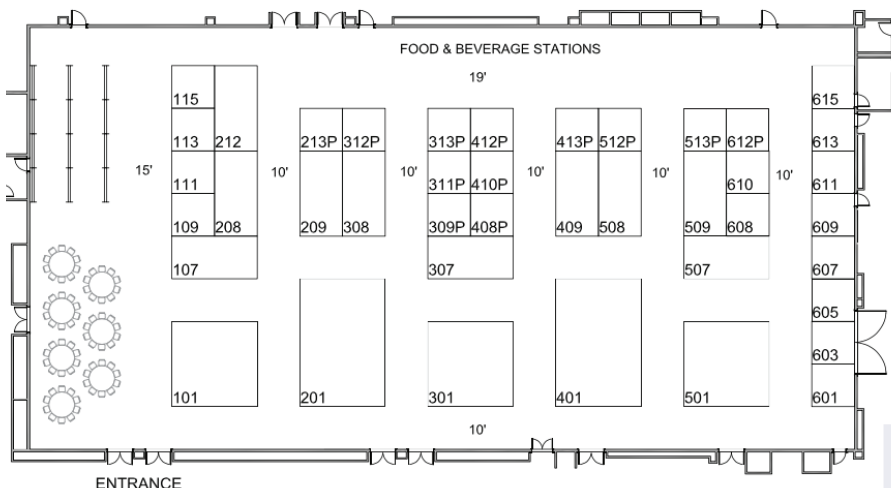 FOOD & BEVERAGE STATIONS
19'
115
615
113
212
213P
312P
313P
412P
413P
512P
513P
612P
613
15'
10'
10'
10'
10'
10'
111
311P
410P
610
611
109
208
209
308
309P
408P
409
508
509
608
609
107
307
507
607
605
603
101
201
301
401
501
601
10'
ENTRANCE